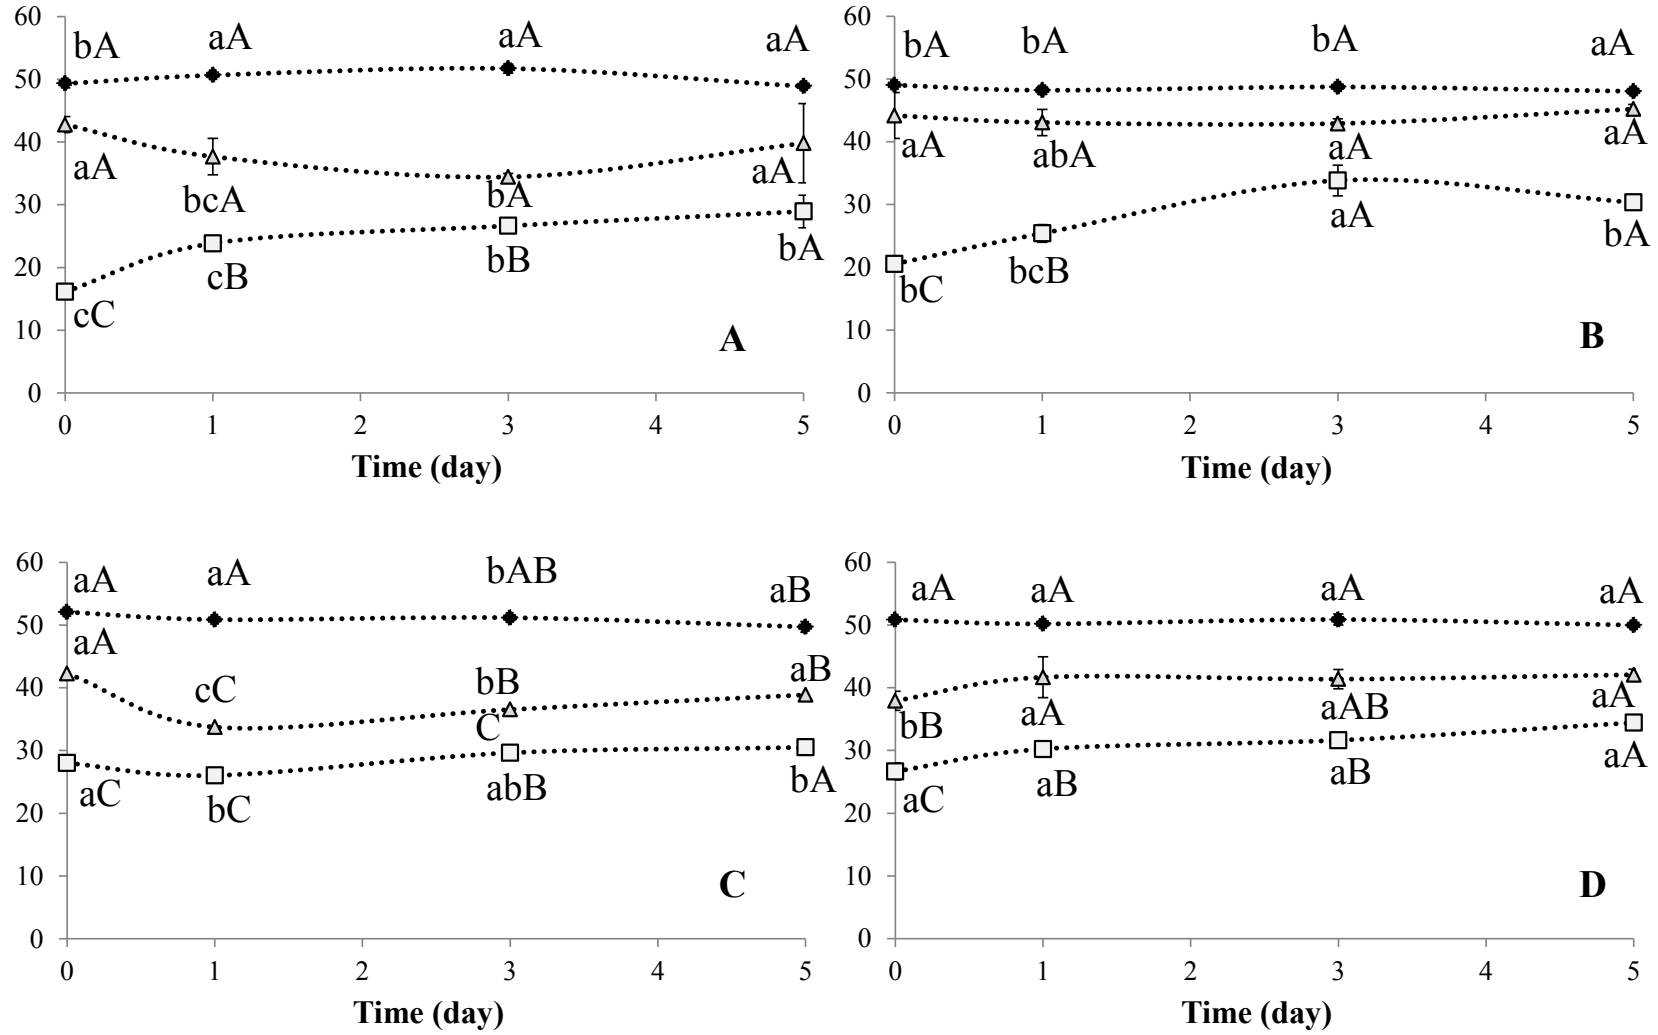 60
bA aA aA aA
50
40
aA bcA bA aA
30
cB bB bA
20
cC
10
A
0
0 1 2 3 4 5
Time (day)
60
bA bA bA aA
50
40
aA abA aA aA
30
aA bA
20
bC bcB
10
B
0
0 1 2 3 4 5
Time (day)
60
aA aA bAB aB
50
aA
40
cC bB aB
C
30
aC bC abB bA
20
10
C
0
0 1 2 3 4 5
Time (day)
60
aA aA aA aA
50
40
bB aA aAB aA
30
aC aB aB aA
20
10
D
0
0 1 2 3 4 5
Time (day)